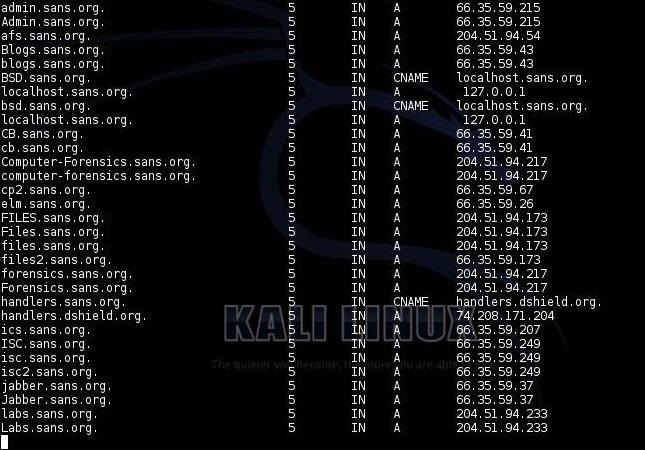 admin.sans.org. 5 IN A 66.35.59.215
Admin.sans.org. 5 IN A 66.35.59.215
afs.sans.org. 5 IN A 204.51.94.54
Blogs.sans.org. 5 IN A 66.35.59.43
blogs.sans.org. 5 IN A 66.35.59.43
BSD.sans.org. 5 IN CNAME localhost.sans.org.
localhost.sans.org. 5 IN A 127.0.0.1
bsd.sans.org. 5 IN CNAME localhost.sans.org.
localhost.sans.org. 5 IN A 127.0.0.1
CB.sans.org. 5 IN A 66.35.59.41
cb.sans.org. 5 IN A 66.35.59.41
Computer-Forensics.sans.org. 5 IN A 204.51.94.217
computer-forensics.sans.org. 5 IN A 204.51.94.217
cp2.sans.org. 5 IN A 66.35.59.67
elm.sans.org. 5 IN A 66.35.59.26
FILES.sans.org. 5 IN A 204.51.94.173
Files.sans.org. 5 IN A 204.51.94.173
files.sans.org. 5 IN A 204.51.94.173
files2.sans.org. 5 IN A 66.35.59.173
forensics.sans.org. 5 IN A 204.51.94.217
Forensics.sans.org. 5 IN A 204.51.94.217
handlers.sans.org. 5 IN CNAME handlers.dshield.org.
handlers.dshield.org. 5 IN A 74.208.171.204
ics.sans.org. 5 IN A 66.35.59.207
ISC.sans.org. 5 IN A 66.35.59.249
isc.sans.org. 5 IN A 66.35.59.249
isc2.sans.org. 5 IN A 66.35.59.249
jabber.sans.org. 5 IN A 66.35.59.37
Jabber.sans.org. 5 IN A 66.35.59.37
labs.sans.org. 5 IN A 204.51.94.233
Labs.sans.org. 5 IN A 204.51.94.233
KALI LINUX
The quieter you become, the more you are able